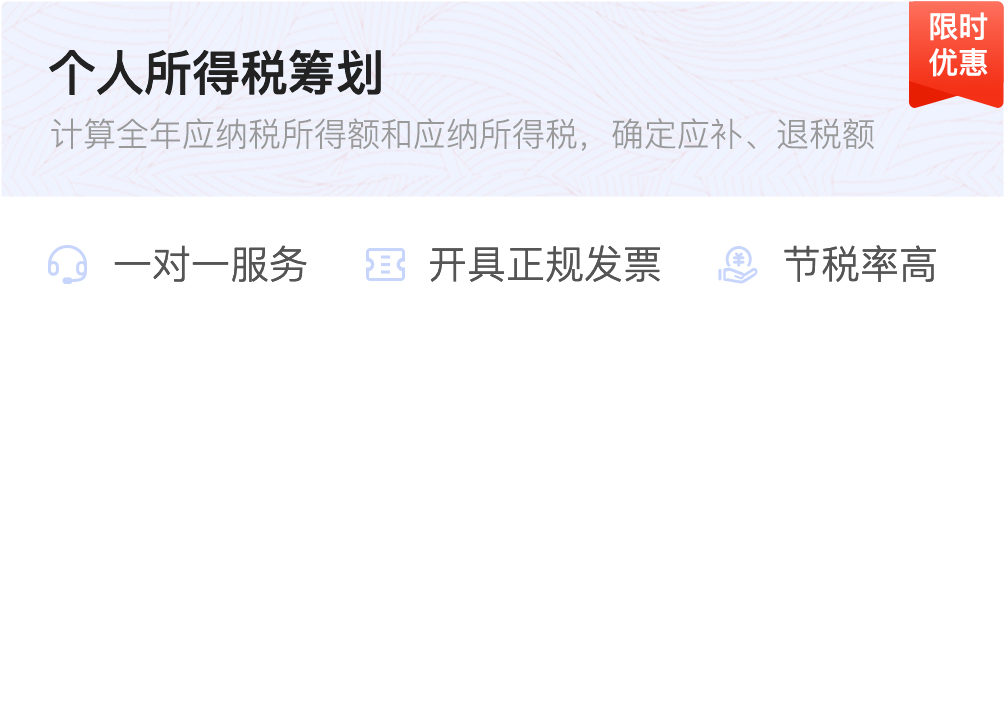 限时
优惠
个人所得税筹划
计算全年应纳税所得额和应纳所得税，确定应补、退税额
一对一服务
开具正规发票
节税率高